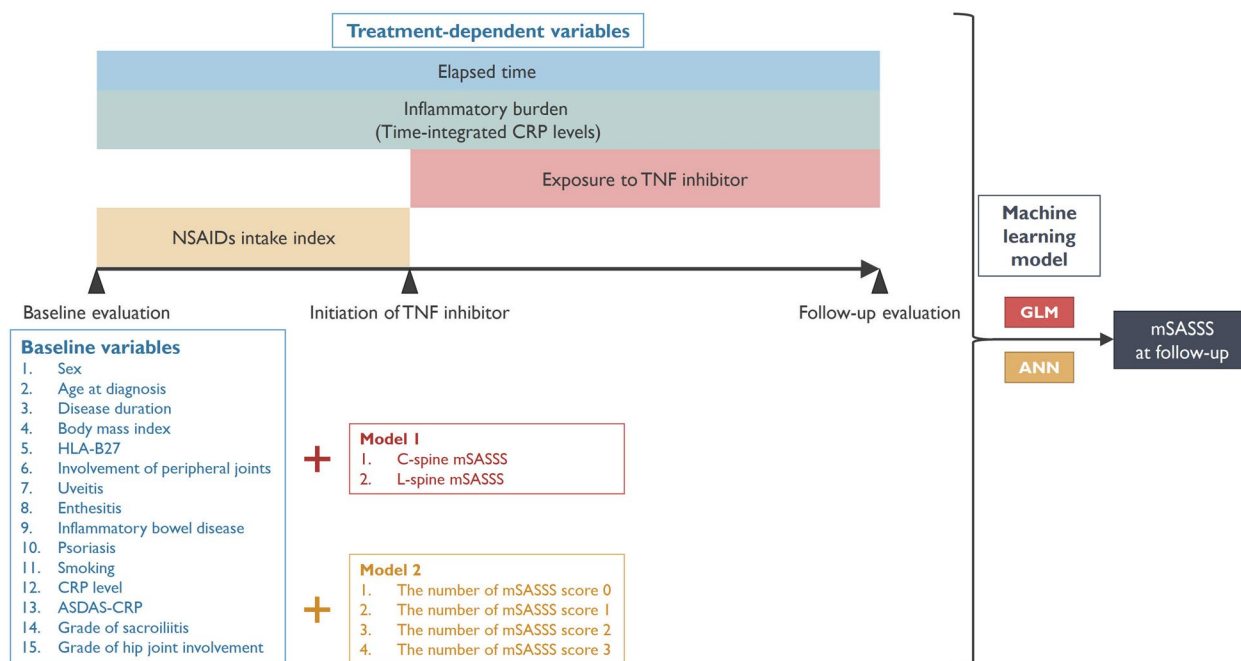 Treatment-dependent variables
Elapsed time
Inflammatory burden
(Time-integrated CRP levels)
Exposure to TNF inhibitor
NSAIDs intake index
Baseline evaluation
Initiation of TNF inhibitor
Follow-up evaluation
Baseline variables
1. Sex
2. Age at diagnosis
3. Disease duration
4. Body mass index
5. HLA-B27
6. Involvement of peripheral joints
7. Uveitis
8. Enthesitis
9. Inflammatory bowel disease
10. Psoriasis
11. Smoking
12. CRP level
13. ASDAS-CRP
14. Grade of sacroiliitis
15. Grade of hip joint involvement
+
Model 1
1. C-spine mSASSS
2. L-spine mSASSS
+
Model 2
1. The number of mSASSS score 0
2. The number of mSASSS score 1
3. The number of mSASSS score 2
4. The number of mSASSS score 3
Machine
learning
model
GLM
ANN
mSASSS
at follow-up